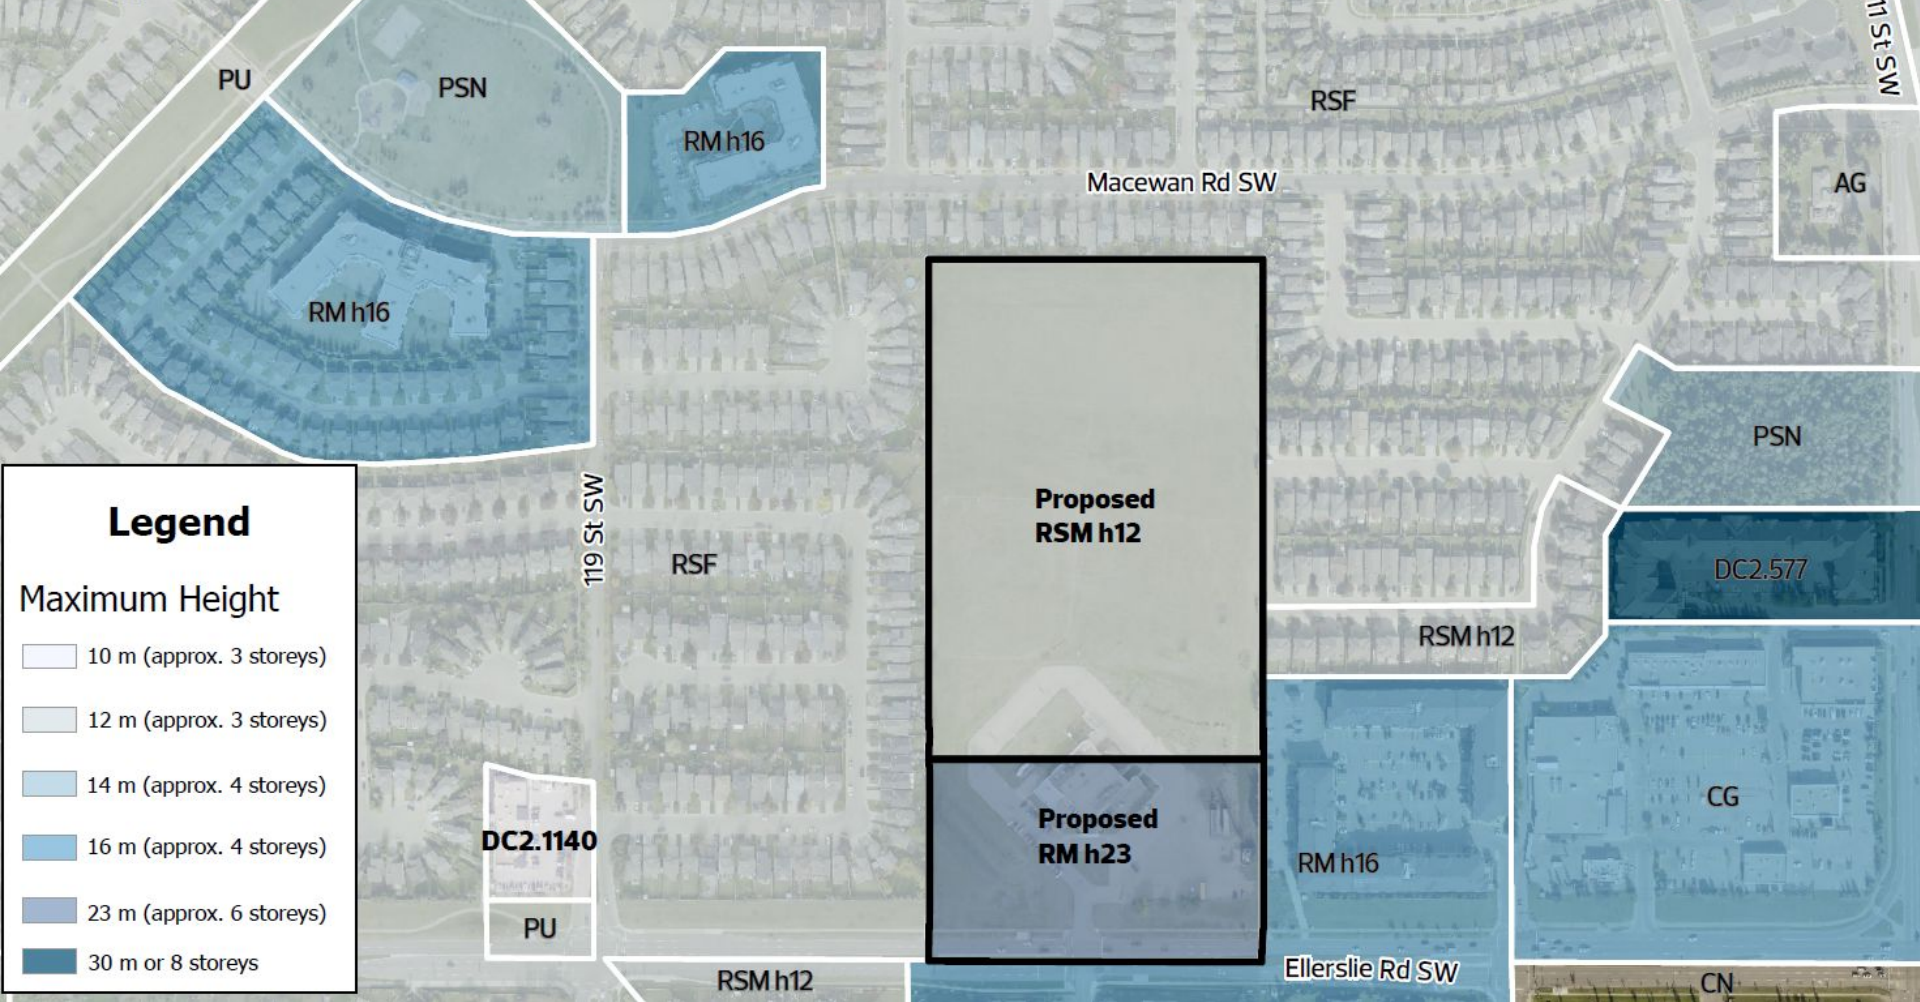 PU
PSN
RM h16
RSF
11 St SW
Macewan Rd SW
AG
RM h16
PSN
Proposed
RSM h12
119 St SW
RSF
DC2.577
RSM h12
Proposed
RM h23
RM h16
CG
DC2.1140
PU
RSM h12
Ellerslie Rd SW
CN
Legend
Maximum Height
10 m (approx. 3 storeys)
12 m (approx. 3 storeys)
14 m (approx. 4 storeys)
16 m (approx. 4 storeys)
23 m (approx. 6 storeys)
30 m or 8 storeys